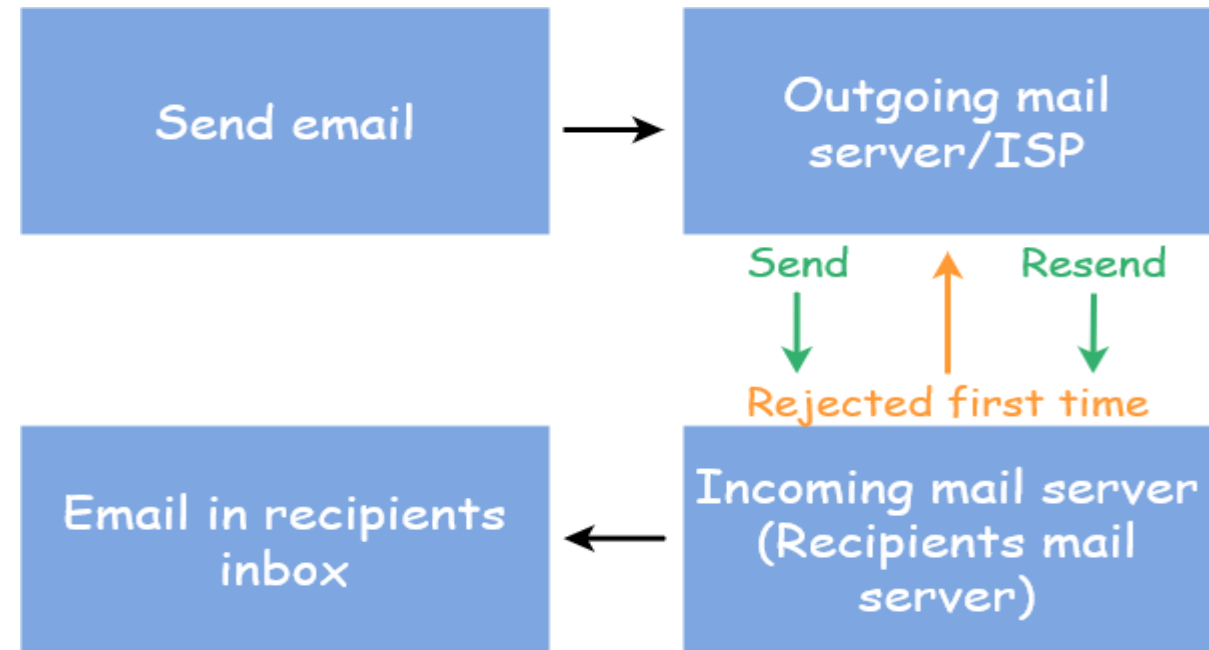 Send email
Outgoing mail
server/ISP
Send
Resend
Rejected first time
Email in recipients
inbox
Incoming mail server
(Recipients mail
server)